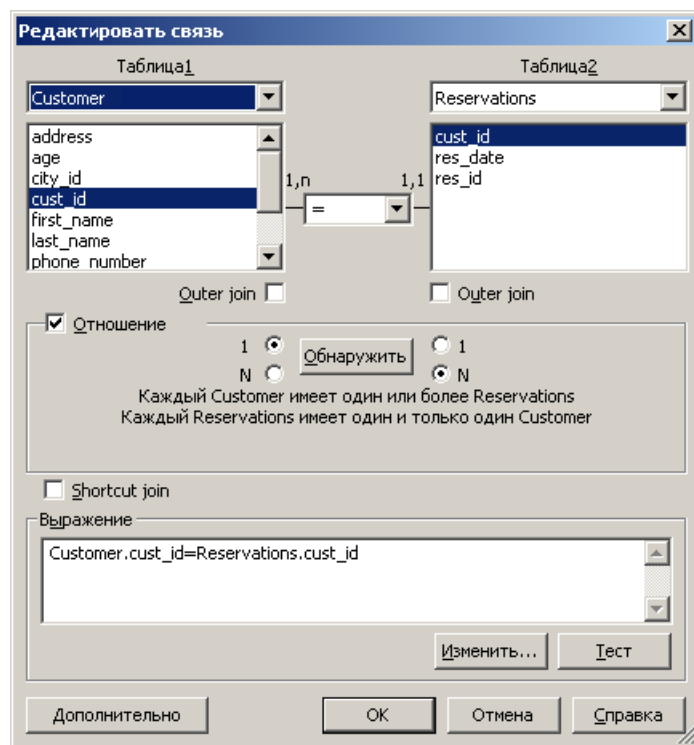 Редактировать связь
Таблица1
Таблица2
Customer
Reservations
address
age
city_id
cust_id
first_name
last_name
phone_number
1,n
=
1,1
cust_id
res_date
res_id
Outer join
Outer join
Отношение
1
N
Обнаружить
1
N
Каждый Customer имеет один или более Reservations
Каждый Reservations имеет один и только один Customer
Shortcut join
Выражение
Customer.cust_id=Reservations.cust_id
Изменить...
Тест
Дополнительно
OK
Отмена
Справка